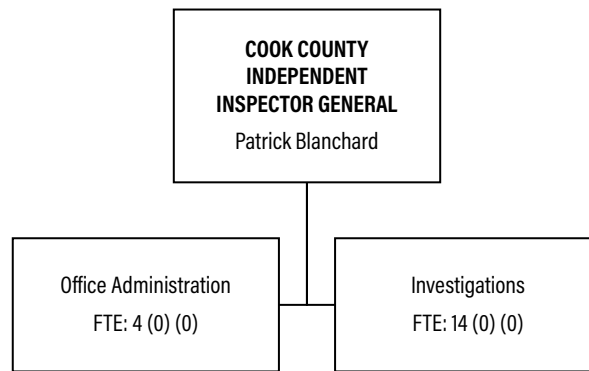 COOK COUNTY
INDEPENDENT
INSPECTOR GENERAL
Patrick Blanchard
Office Administration
FTE: 4 (0) (0)
Investigations
FTE: 14 (0) (0)